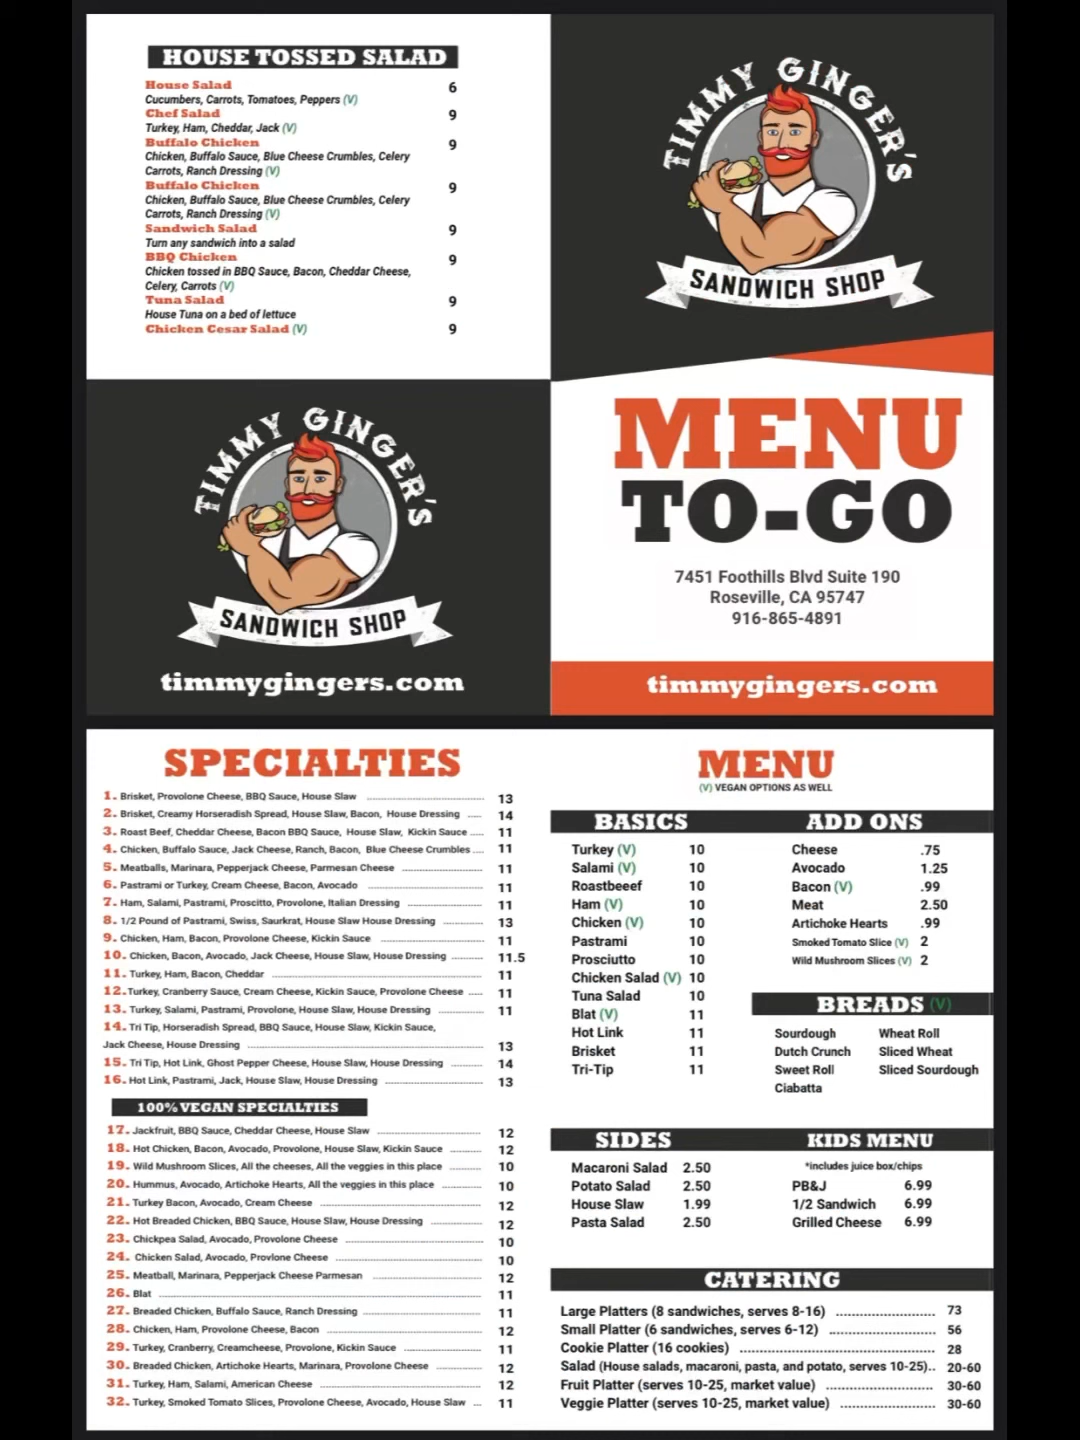 HOUSE TOSSED SALAD
House Salad 6
Cucumbers, Carrots, Tomatoes, Peppers (V)
Chef Salad 9
Turkey, Ham, Cheddar, Jack (V)
Buffalo Chicken 9
Chicken, Buffalo Sauce, Blue Cheese Crumbles, Celery
Carrots, Ranch Dressing (V)
Buffalo Chicken 9
Chicken, Buffalo Sauce, Blue Cheese Crumbles, Celery
Carrots, Ranch Dressing (V)
Sandwich Salad 9
Turn any sandwich into a salad
BBQ Chicken 9
Chicken tossed in BBQ Sauce, Bacon, Cheddar Cheese,
Celery, Carrots (V)
Tuna Salad 9
House Tuna on a bed of lettuce
Chicken Cesar Salad (V) 9
TIMMY GINGER'S
SANDWICH SHOP
MENU
TO-GO
7451 Foothills Blvd Suite 190
Roseville, CA 95747
916-865-4891
timmygingers.com
TIMMY GINGER'S
SANDWICH SHOP
timmygingers.com
SPECIALTIES
1. Brisket, Provolone Cheese, BBQ Sauce, House Slaw 13
2. Brisket, Creamy Horseradish Spread, House Slaw, Bacon, House Dressing 14
3. Roast Beef, Cheddar Cheese, Bacon BBQ Sauce, House Slaw, Kickin Sauce 11
4. Chicken, Buffalo Sauce, Jack Cheese, Ranch, Bacon, Blue Cheese Crumbles 11
5. Meatballs, Marinara, Pepperjack Cheese, Parmesan Cheese 11
6. Pastrami or Turkey, Cream Cheese, Bacon, Avocado 11
7. Ham, Salami, Pastrami, Proscitto, Provolone, Italian Dressing 11
8. 1/2 Pound of Pastrami, Swiss, Saurkrat, House Slaw House Dressing 13
9. Chicken, Ham, Bacon, Provolone Cheese, Kickin Sauce 11
10. Chicken, Bacon, Avocado, Jack Cheese, House Slaw, House Dressing 11.5
11. Turkey, Ham, Bacon, Cheddar 11
12. Turkey, Cranberry Sauce, Cream Cheese, Kickin Sauce, Provolone Cheese 11
13. Turkey, Salami, Pastrami, Provolone, House Slaw, House Dressing 11
14. Tri Tip, Horseradish Spread, BBQ Sauce, House Slaw, Kickin Sauce,
Jack Cheese, House Dressing 13
15. Tri Tip, Hot Link, Ghost Pepper Cheese, House Slaw, House Dressing 14
16. Hot Link, Pastrami, Jack, House Slaw, House Dressing 13
100% VEGAN SPECIALTIES
17. Jackfruit, BBQ Sauce, Cheddar Cheese, House Slaw 12
18. Hot Chicken, Bacon, Avocado, Provolone, House Slaw, Kickin Sauce 12
19. Wild Mushroom Slices, All the cheeses, All the veggies in this place 10
20. Hummus, Avocado, Artichoke Hearts, All the veggies in this place 10
21. Turkey Bacon, Avocado, Cream Cheese 12
22. Hot Breaded Chicken, BBQ Sauce, House Slaw, House Dressing 12
23. Chickpea Salad, Avocado, Provolone Cheese 10
24. Chicken Salad, Avocado, Provlone Cheese 10
25. Meatball, Marinara, Pepperjack Cheese Parmesan 12
26. Blat 11
27. Breaded Chicken, Buffalo Sauce, Ranch Dressing 11
28. Chicken, Ham, Provolone Cheese, Bacon 12
29. Turkey, Cranberry, Creamcheese, Provolone, Kickin Sauce 11
30. Breaded Chicken, Artichoke Hearts, Marinara, Provolone Cheese 12
31. Turkey, Ham, Salami, American Cheese 12
32. Turkey, Smoked Tomato Slices, Provolone Cheese, Avocado, House Slaw 11
MENU
(V) VEGAN OPTIONS AS WELL
BASICS
Turkey (V) 10
Salami (V) 10
Roastbeeef 10
Ham (V) 10
Chicken (V) 10
Pastrami 10
Prosciutto 10
Chicken Salad (V) 10
Tuna Salad 10
Blat (V) 11
Hot Link 11
Brisket 11
Tri-Tip 11
ADD ONS
Cheese .75
Avocado 1.25
Bacon (V) .99
Meat 2.50
Artichoke Hearts .99
Smoked Tomato Slice (V) 2
Wild Mushroom Slices (V) 2
BREADS (V)
Sourdough Wheat Roll
Dutch Crunch Sliced Wheat
Sweet Roll Sliced Sourdough
Ciabatta
SIDES
Macaroni Salad 2.50
Potato Salad 2.50
House Slaw 1.99
Pasta Salad 2.50
KIDS MENU
*includes juice box/chips
PB&J 6.99
1/2 Sandwich 6.99
Grilled Cheese 6.99
CATERING
Large Platters (8 sandwiches, serves 8-16) 73
Small Platter (6 sandwiches, serves 6-12) 56
Cookie Platter (16 cookies) 28
Salad (House salads, macaroni, pasta, and potato, serves 10-25).. 20-60
Fruit Platter (serves 10-25, market value) 30-60
Veggie Platter (serves 10-25, market value) 30-60